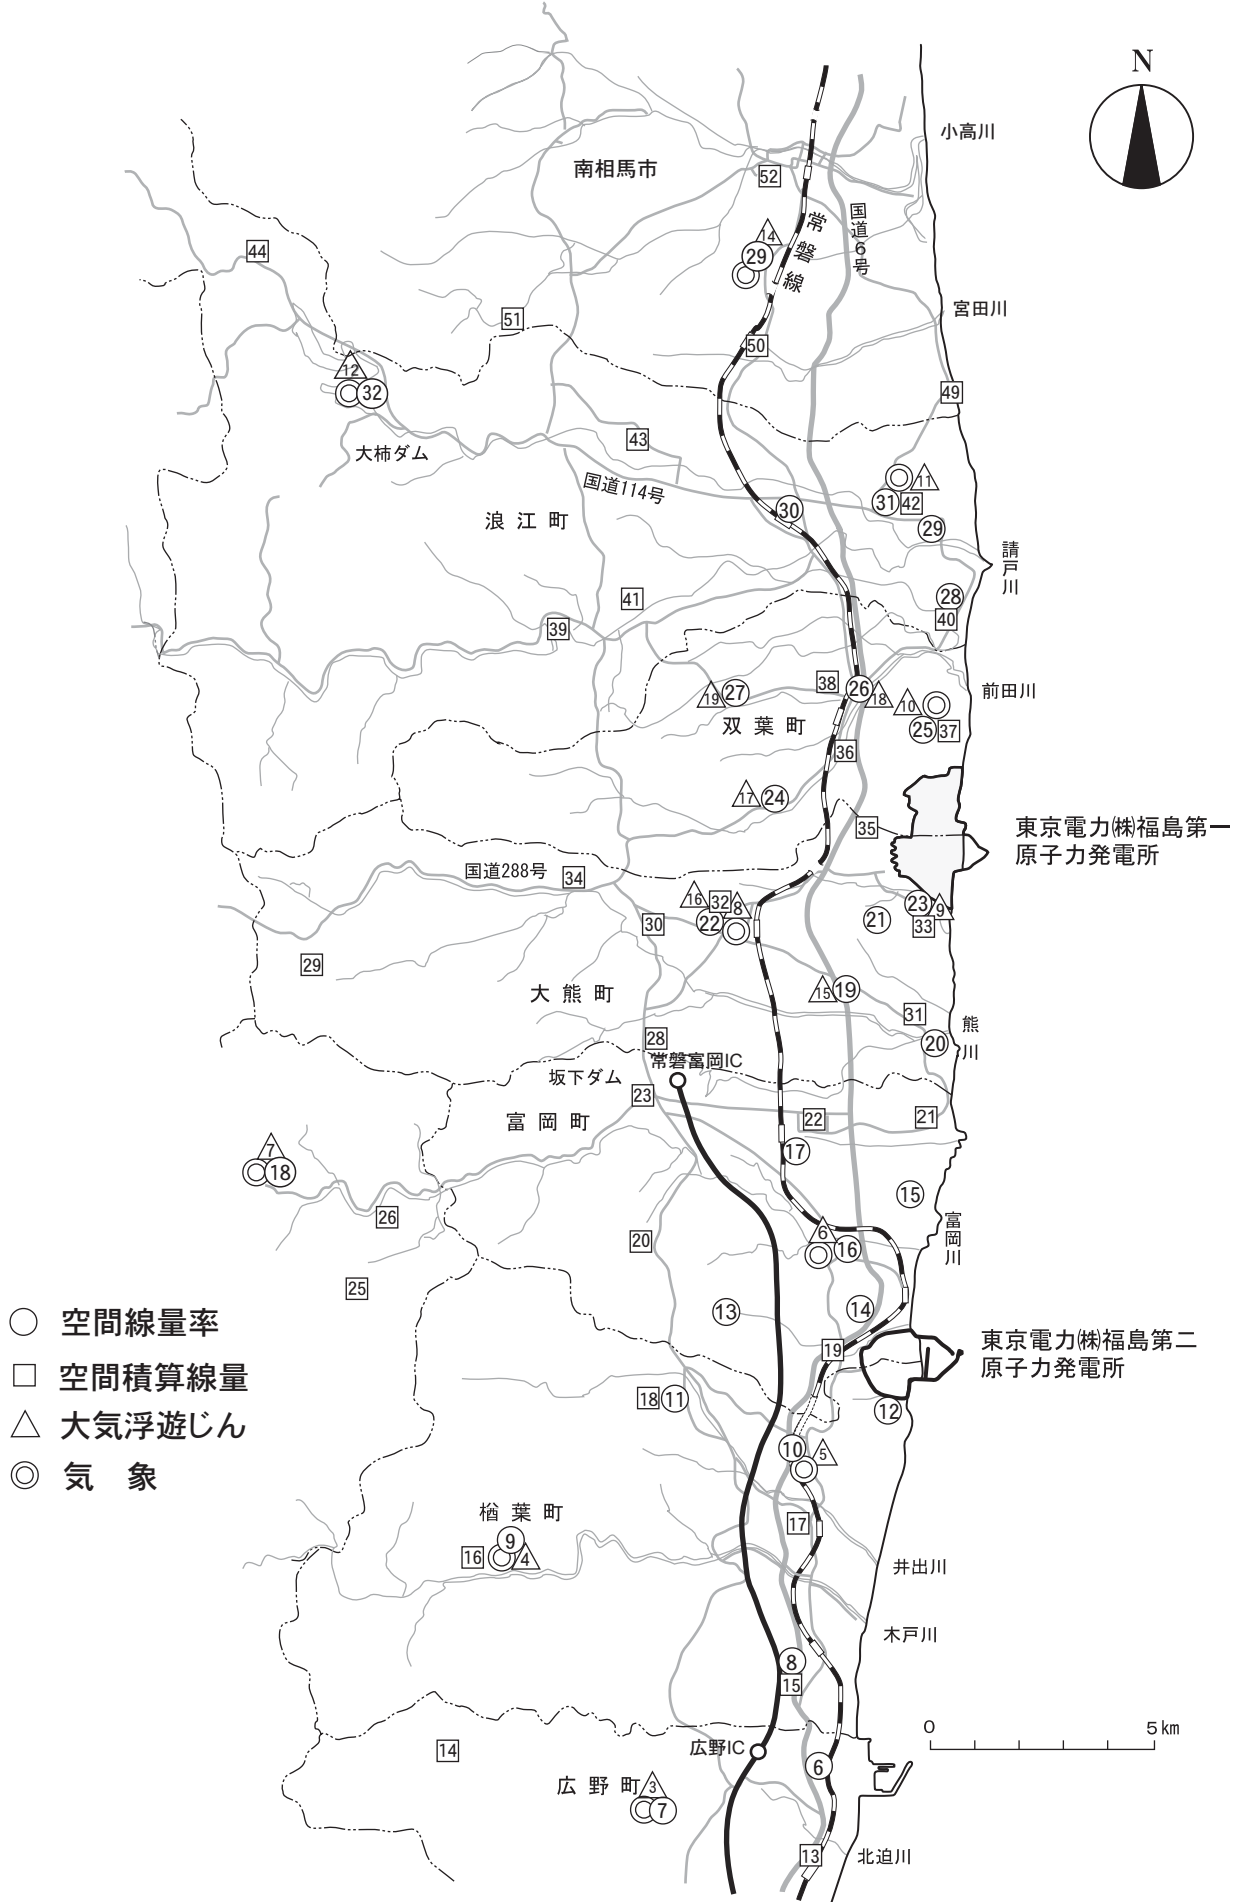 N
小高川
南相馬市
52
国道6号
常磐線
14
29
44
宮田川
51
50
12
32
49
43
大柿ダム
国道114号
11
31
42
30
29
浪江町
請戸川
28
41
40
39
38
26
18
10
19
27
前田川
双葉町
25
37
36
17
24
35
東京電力㈱福島第一
原子力発電所
国道288号
34
16
32
8
22
23
9
21
33
30
29
大熊町
15
19
31
熊川
20
28
常磐富岡IC
坂下ダム
23
富岡町
22
21
7
18
17
15
26
富岡川
20
6
16
25
13
14
○ 空間線量率
19
東京電力㈱福島第二
原子力発電所
□ 空間積算線量
18
11
12
△ 大気浮遊じん
10
5
◎ 気 象
楢葉町
17
9
16
4
井出川
木戸川
8
15
0
5km
14
広野IC
6
広野町
3
7
13
北迫川